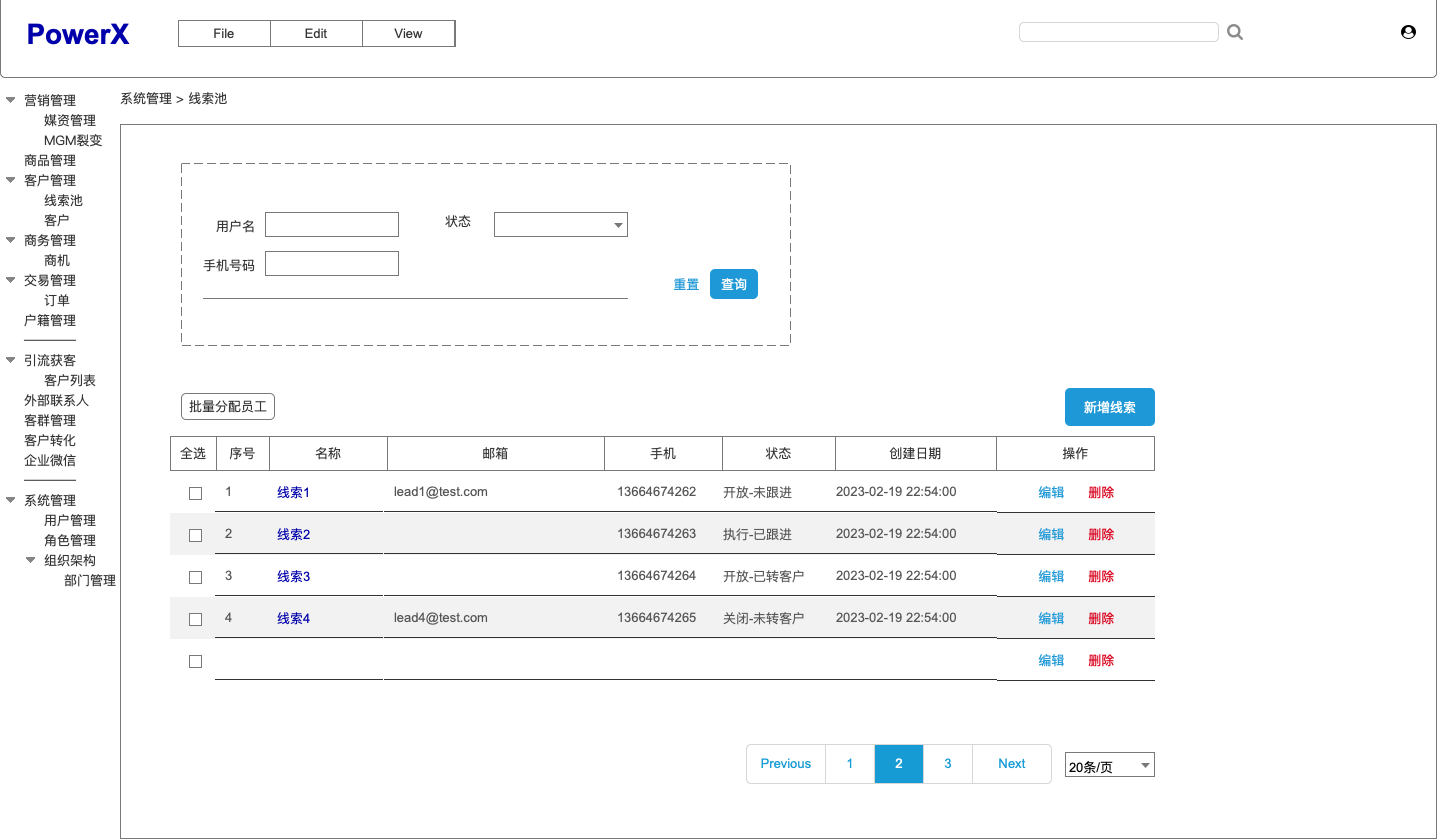 PowerX
File Edit View
系统管理 > 线索池
营销管理
媒资管理
MGM裂变
商品管理
客户管理
线索池
客户
商务管理
商机
交易管理
订单
户籍管理
引流获客
客户列表
外部联系人
客群管理
客户转化
企业微信
系统管理
用户管理
角色管理
组织架构
部门管理
用户名 状态
手机号码
重置 查询
批量分配员工 新增线索
全选 序号 名称 邮箱 手机 状态 创建日期 操作
1 线索1 lead1@test.com 13664674262 开放-未跟进 2023-02-19 22:54:00 编辑 删除
2 线索2 13664674263 执行-已跟进 2023-02-19 22:54:00 编辑 删除
3 线索3 13664674264 开放-已转客户 2023-02-19 22:54:00 编辑 删除
4 线索4 lead4@test.com 13664674265 关闭-未转客户 2023-02-19 22:54:00 编辑 删除
编辑 删除
Previous 1 2 3 Next 20条/页